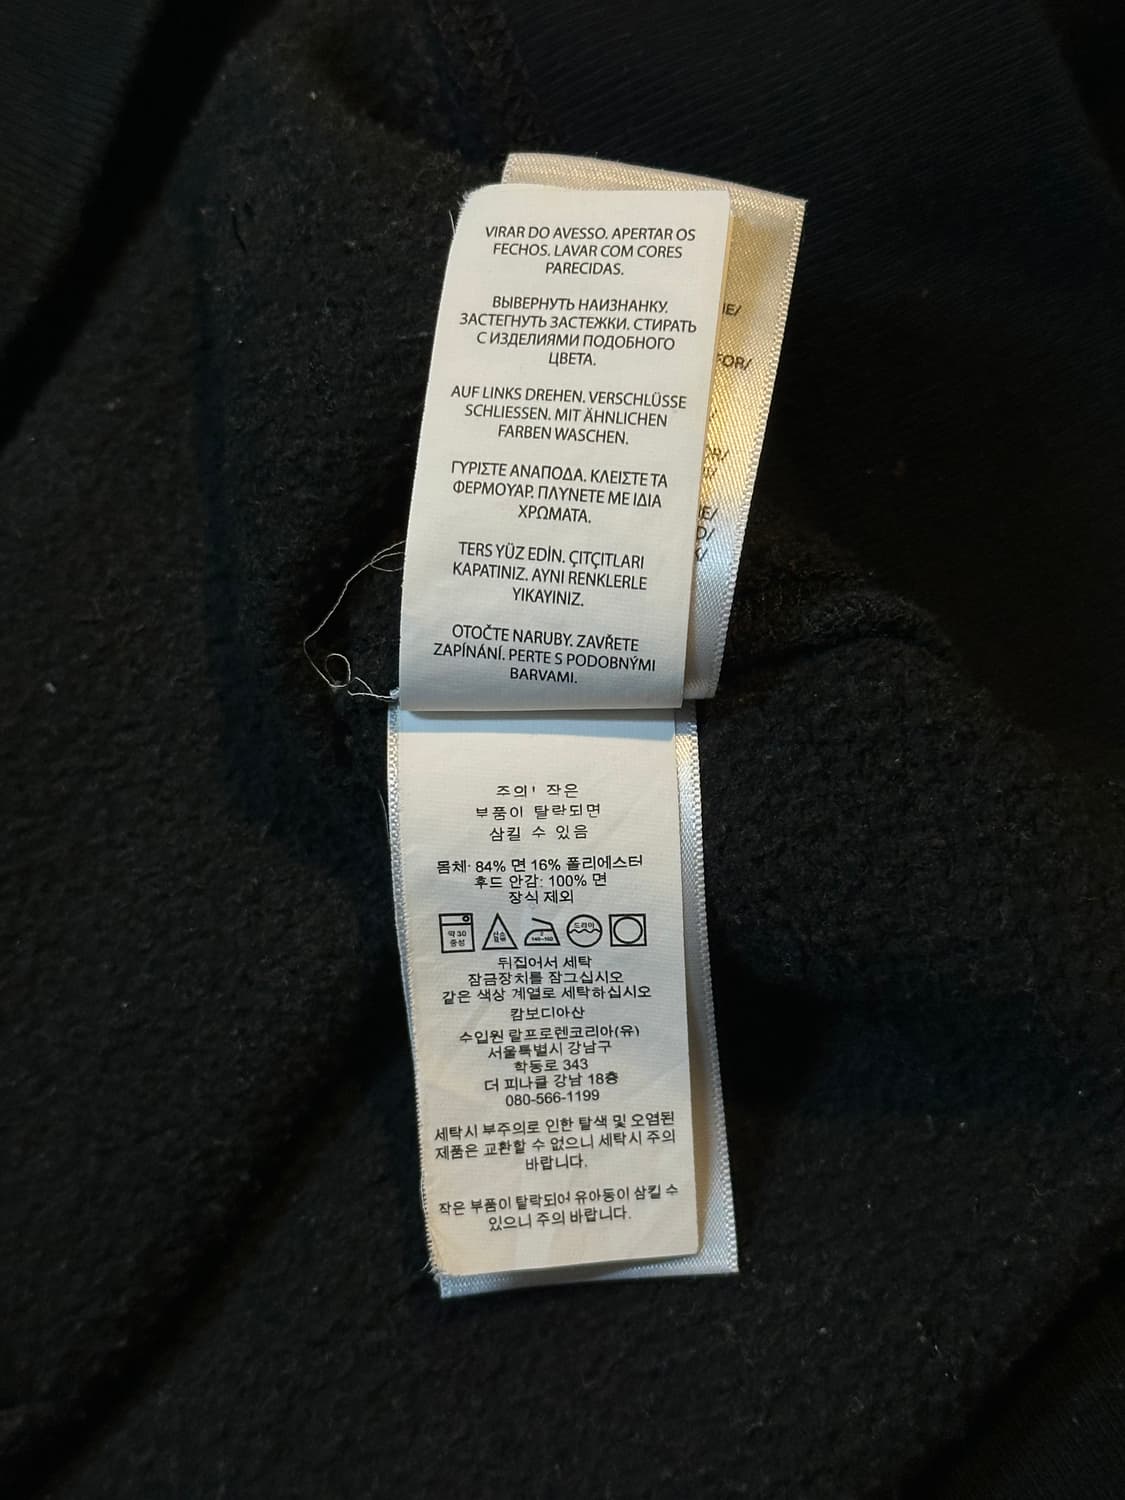 VIRAR DO AVESSO. APERTAR OS
FECHOS. LAVAR COM CORES
PARECIDAS.
ВЫВЕРНУТЬ НАИЗНАНКУ.
ЗАСТЕГНУТЬ ЗАСТЕЖКИ. СТИРАТЬ
С ИЗДЕЛИЯМИ ПОДОБНОГО
ЦВЕТА.
AUF LINKS DREHEN. VERSCHLÜSSE
SCHLIESSEN. MIT ÄHNLICHEN
FARBEN WASCHEN.
ΓΥΡΙΣΤΕ ΑΝΑΠΟΔΑ. ΚΛΕΙΣΤΕ ΤΑ
ΦΕΡΜΟΥΑΡ. ΠΛΥΝΕΤΕ ΜΕ ΙΔΙΑ
ΧΡΩΜΑΤΑ.
TERS YÜZ EDİN. ÇITÇITLARI
KAPATINIZ. AYNI RENKLERLE
YIKAYINIZ.
OTOČTE NARUBY. ZAVŘETE
ZAPÍNÁNÍ. PERTE S PODOBNÝMI
BARVAMI.
FOR/
주의! 작은
부품이 탈락되면
삼킬 수 있음
몸체: 84% 면 16% 폴리에스터
후드 안감: 100% 면
장식 제외
약 30
중성
드라이
뒤집어서 세탁
잠금장치를 잠그십시오
같은 색상 계열로 세탁하십시오
캄보디아산
수입원 랄프로렌코리아(유)
서울특별시 강남구
학동로 343
더 피나클 강남 18층
080-566-1199
세탁시 부주의로 인한 탈색 및 오염된
제품은 교환할 수 없으니 세탁시 주의
바랍니다.
작은 부품이 탈락되어 유아동이 삼킬 수
있으니 주의 바랍니다.